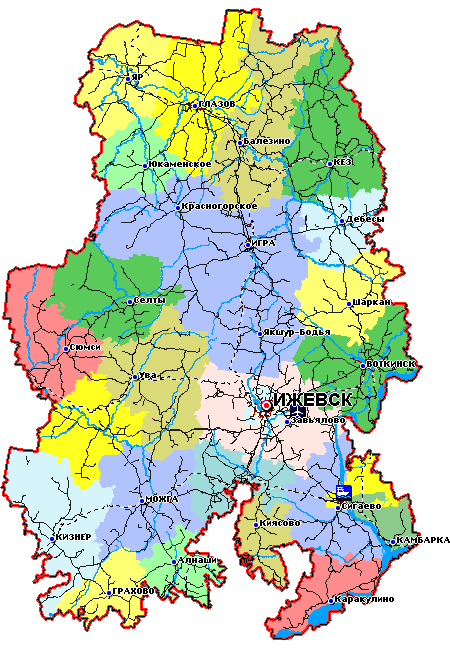 ЯР
ГЛАЗОВ
Балезино
Юкаменское
КЕЗ
Красногорское
Дебесы
ИГРА
Селты
Шаркан
Якшур-Бодья
Сюмси
ВОТКИНСК
Ува
ИЖЕВСК
Завьялово
МОЖГА
Сигаево
Киясово
КИЗНЕР
КАМБАРКА
Алнаши
ГРАХОВО
Каракулино